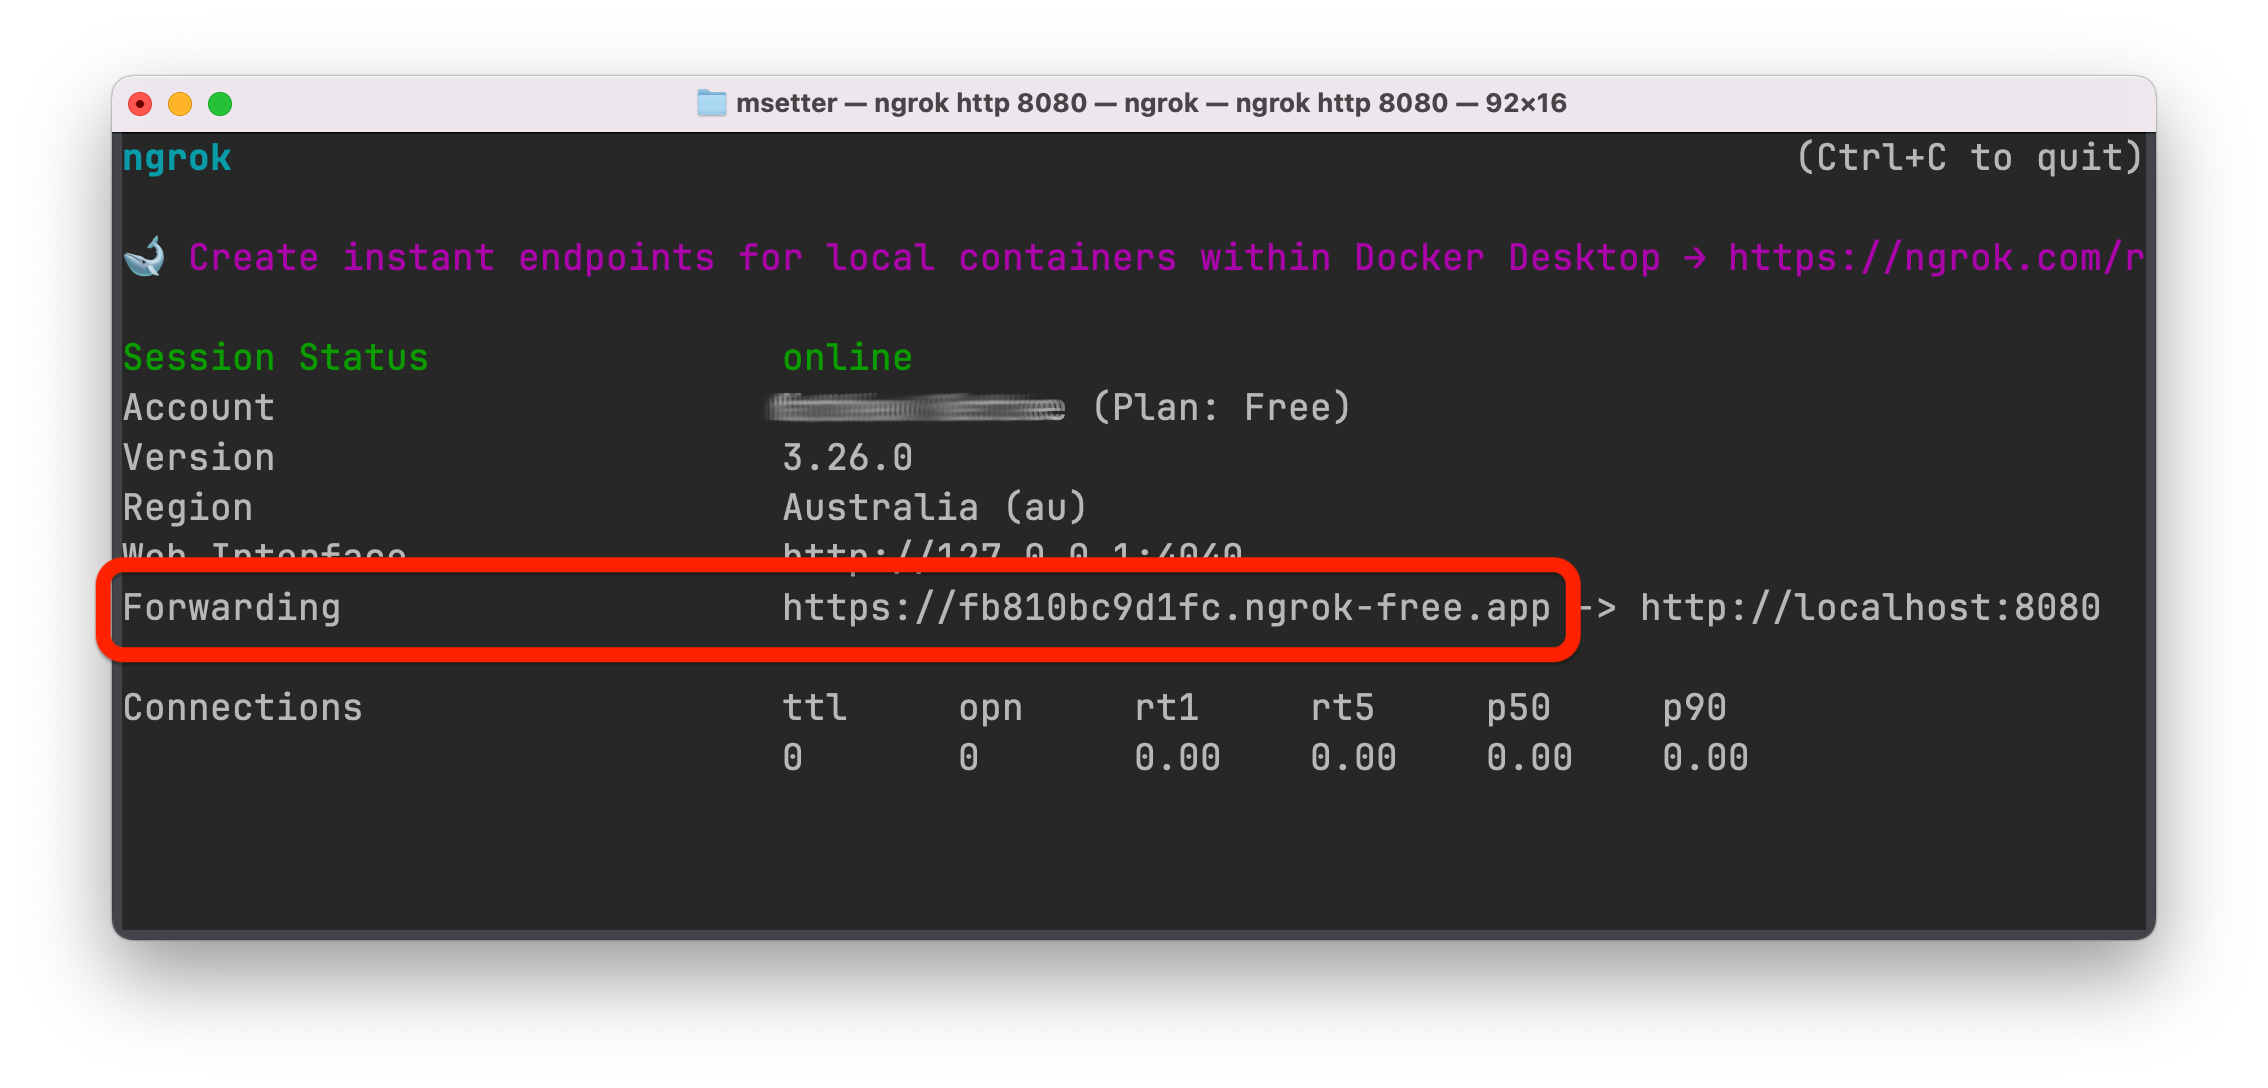 msetter — ngrok http 8080 — ngrok — ngrok http 8080 — 92×16
ngrok (Ctrl+C to quit)
🐋 Create instant endpoints for local containers within Docker Desktop → https://ngrok.com/r
Session Status online
Account (Plan: Free)
Version 3.26.0
Region Australia (au)
Web Interface http://127.0.0.1:4040
Forwarding https://fb810bc9d1fc.ngrok-free.app -> http://localhost:8080
Connections ttl opn rt1 rt5 p50 p90
0 0 0.00 0.00 0.00 0.00